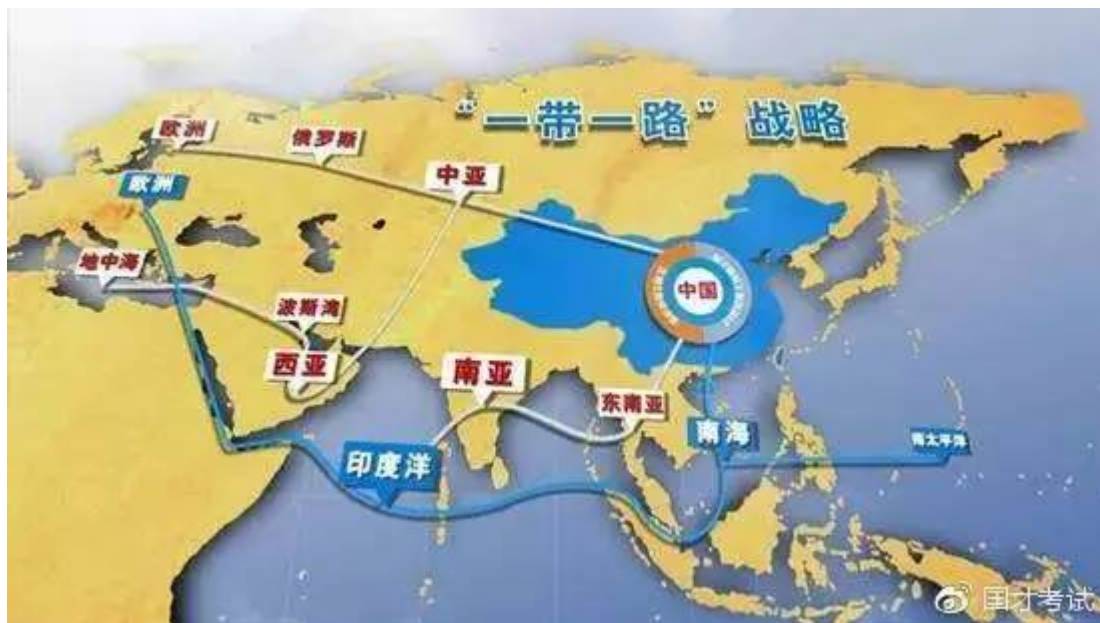 “一带一路”战略
欧洲
俄罗斯
中亚
欧洲
地中海
波斯湾
西亚
南亚
东南亚
中国
南海
印度洋
南太平洋
国才考试